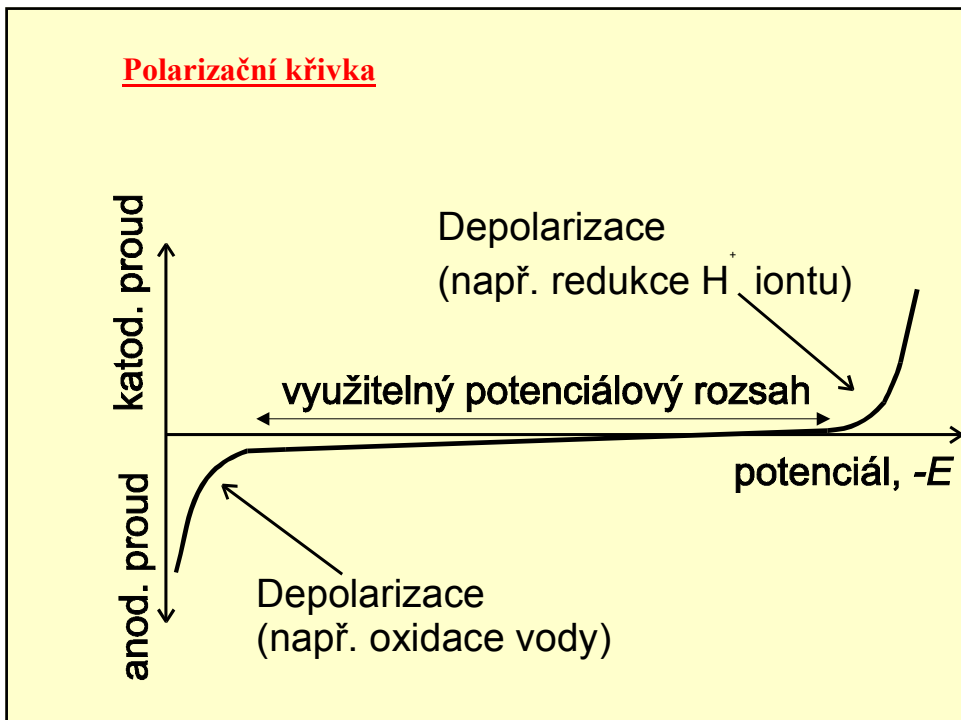 Polarizační křivka
Depolarizace
(např. redukce H⁺ iontu)
katod. proud
využitelný potenciálový rozsah
potenciál, -E
anod. proud
Depolarizace
(např. oxidace vody)